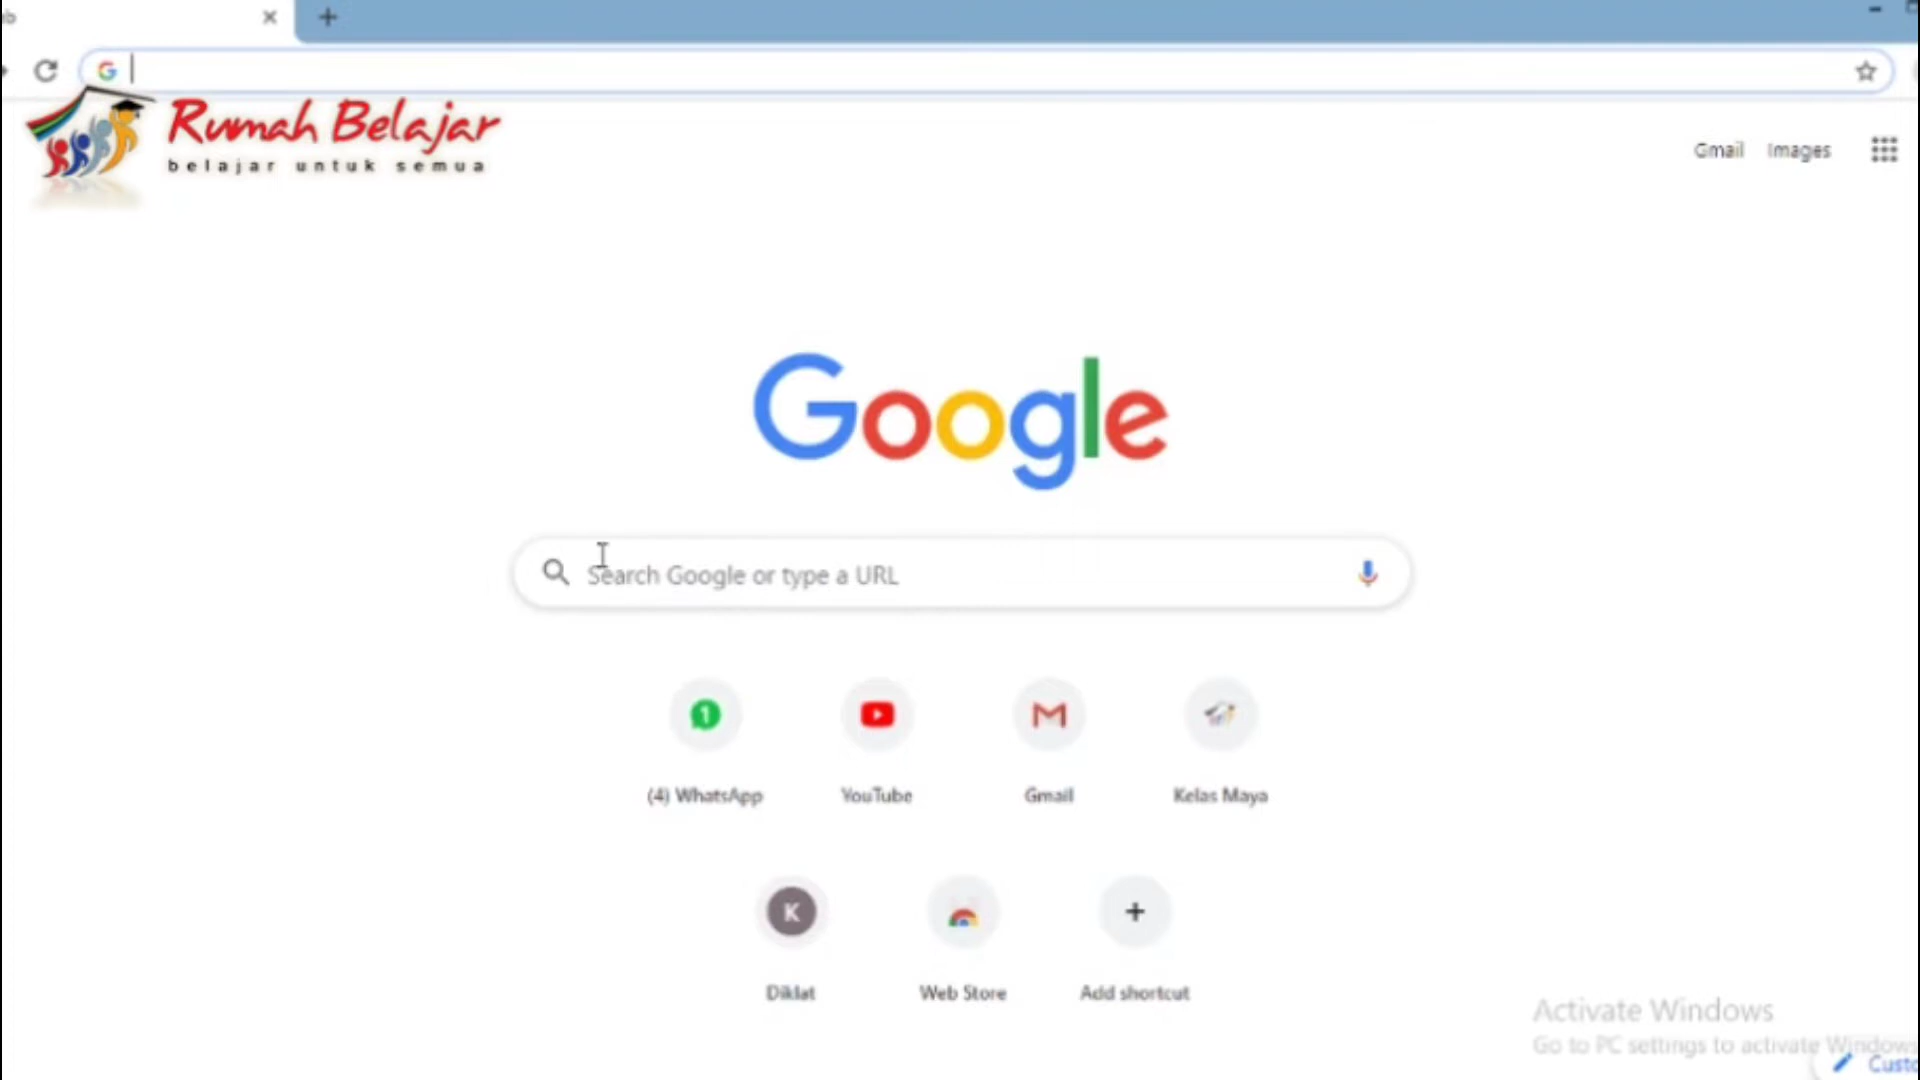 Rumah Belajar
belajar untuk semua
Gmail Images
Google
Search Google or type a URL
(4) WhatsApp
YouTube
Gmail
Kelas Maya
K
Diklat
Web Store
Add shortcut
Activate Windows
Go to PC settings to activate Windows